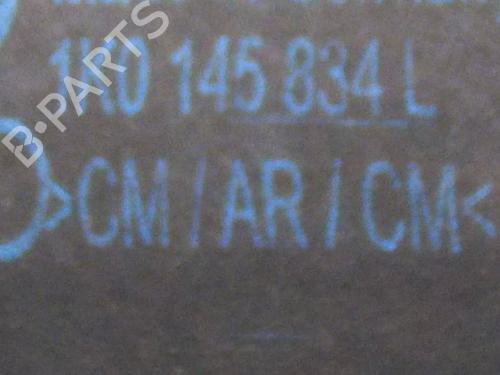 1K0 145 834 L
>CM / AR / CM<
B-PARTS